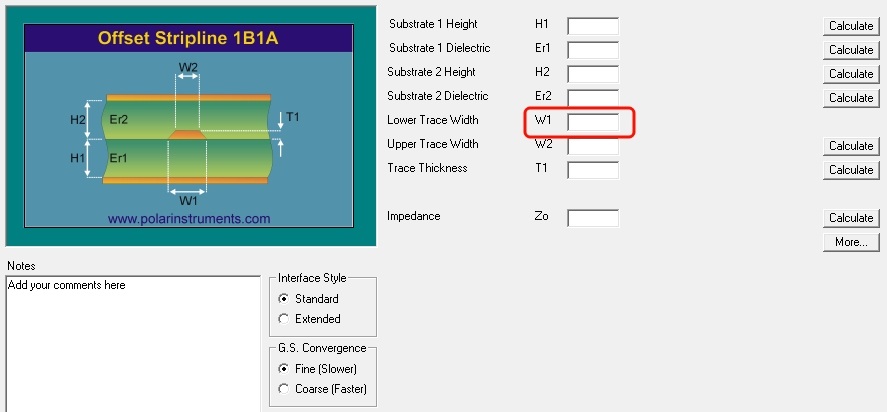 Offset Stripline 1B1A
W2
H2
Er2
T1
H1
Er1
W1
www.polarinstruments.com
Substrate 1 Height H1 Calculate
Substrate 1 Dielectric Er1 Calculate
Substrate 2 Height H2 Calculate
Substrate 2 Dielectric Er2 Calculate
Lower Trace Width W1
Upper Trace Width W2 Calculate
Trace Thickness T1 Calculate
Impedance Zo Calculate
More...
Notes
Add your comments here
Interface Style
Standard
Extended
G.S. Convergence
Fine (Slower)
Coarse (Faster)